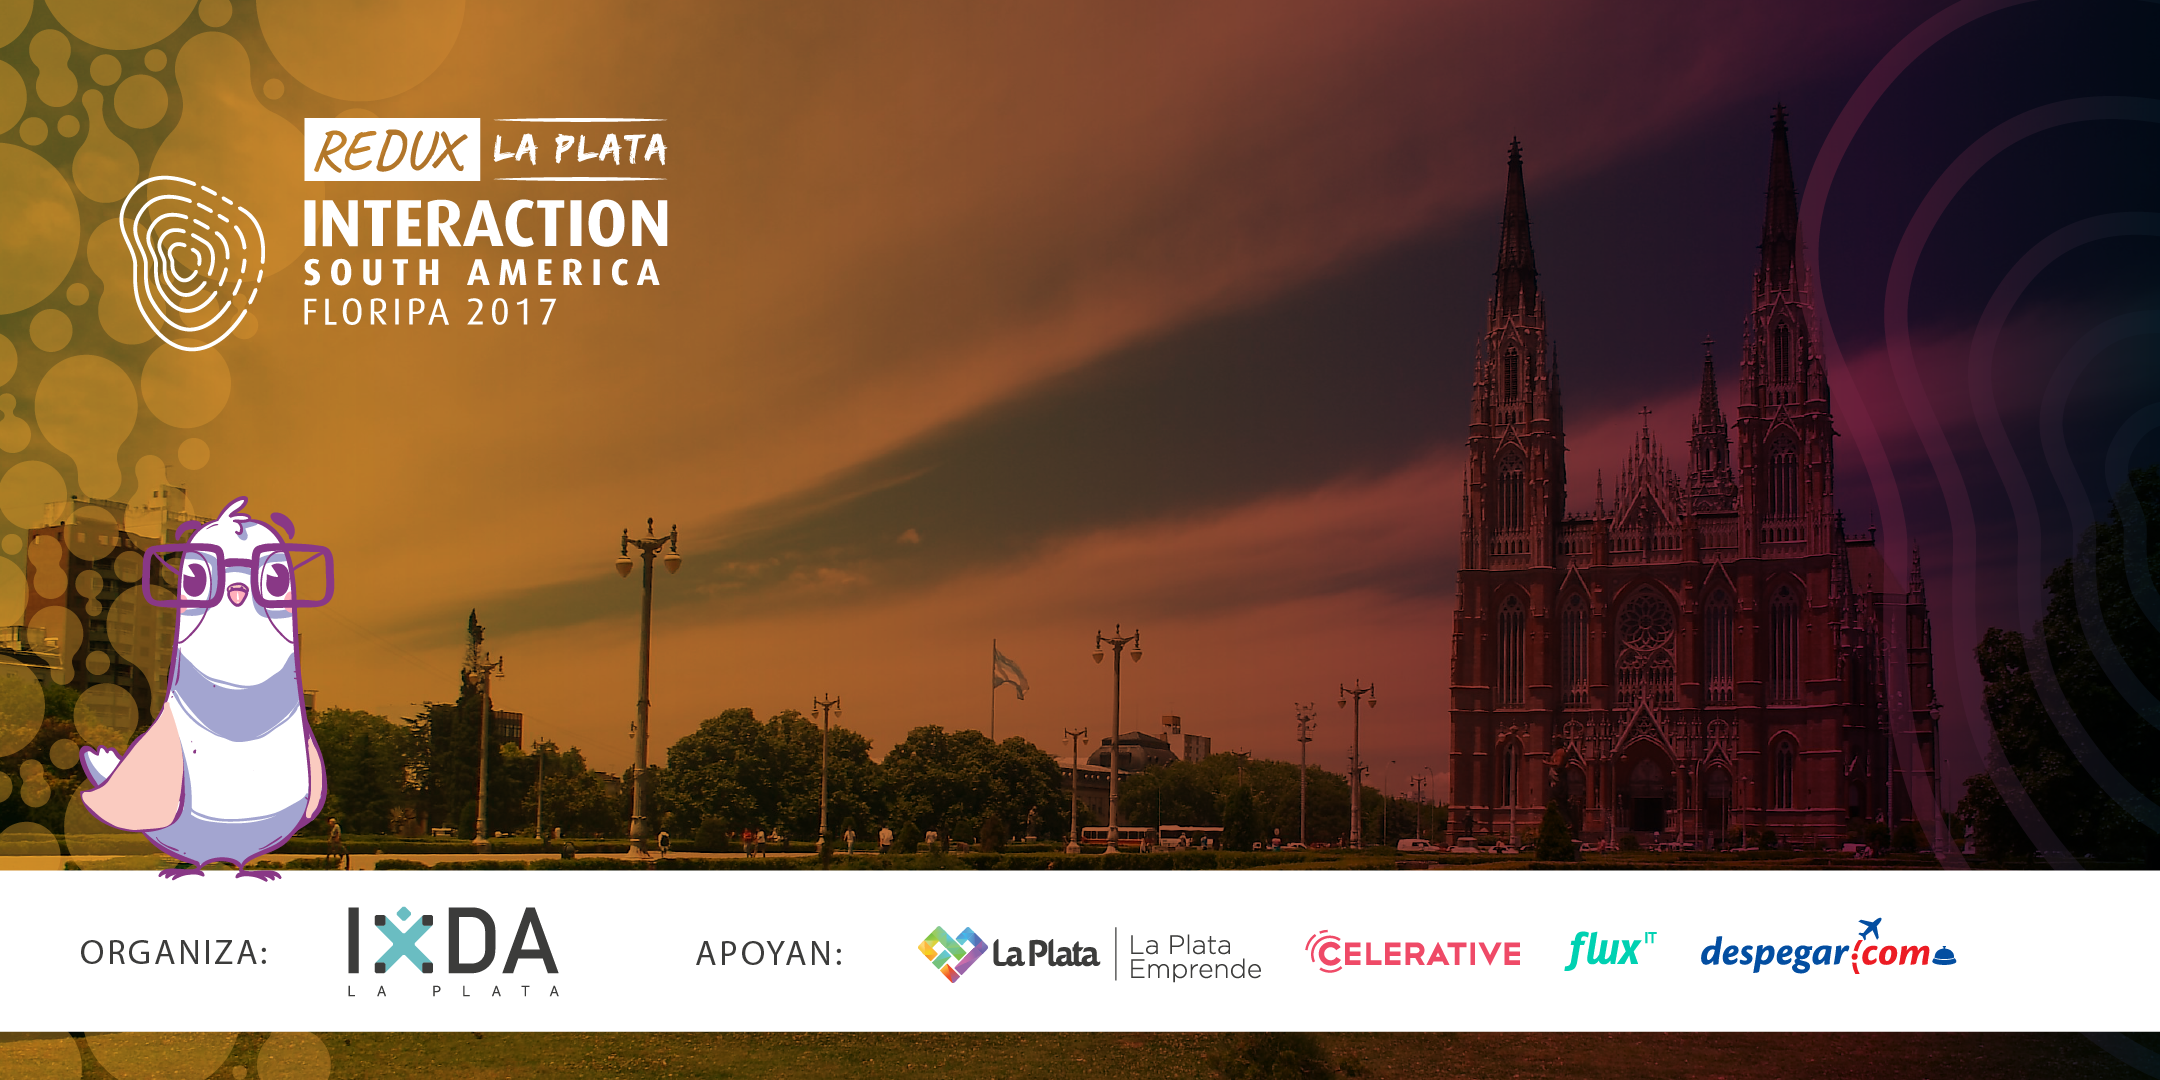 REDUX LA PLATA
INTERACTION
SOUTH AMERICA
FLORIPA 2017
ORGANIZA:
IXDA
LA PLATA
APOYAN:
La Plata
La Plata
Emprende
CELERATIVE
flux IT
despegar.com